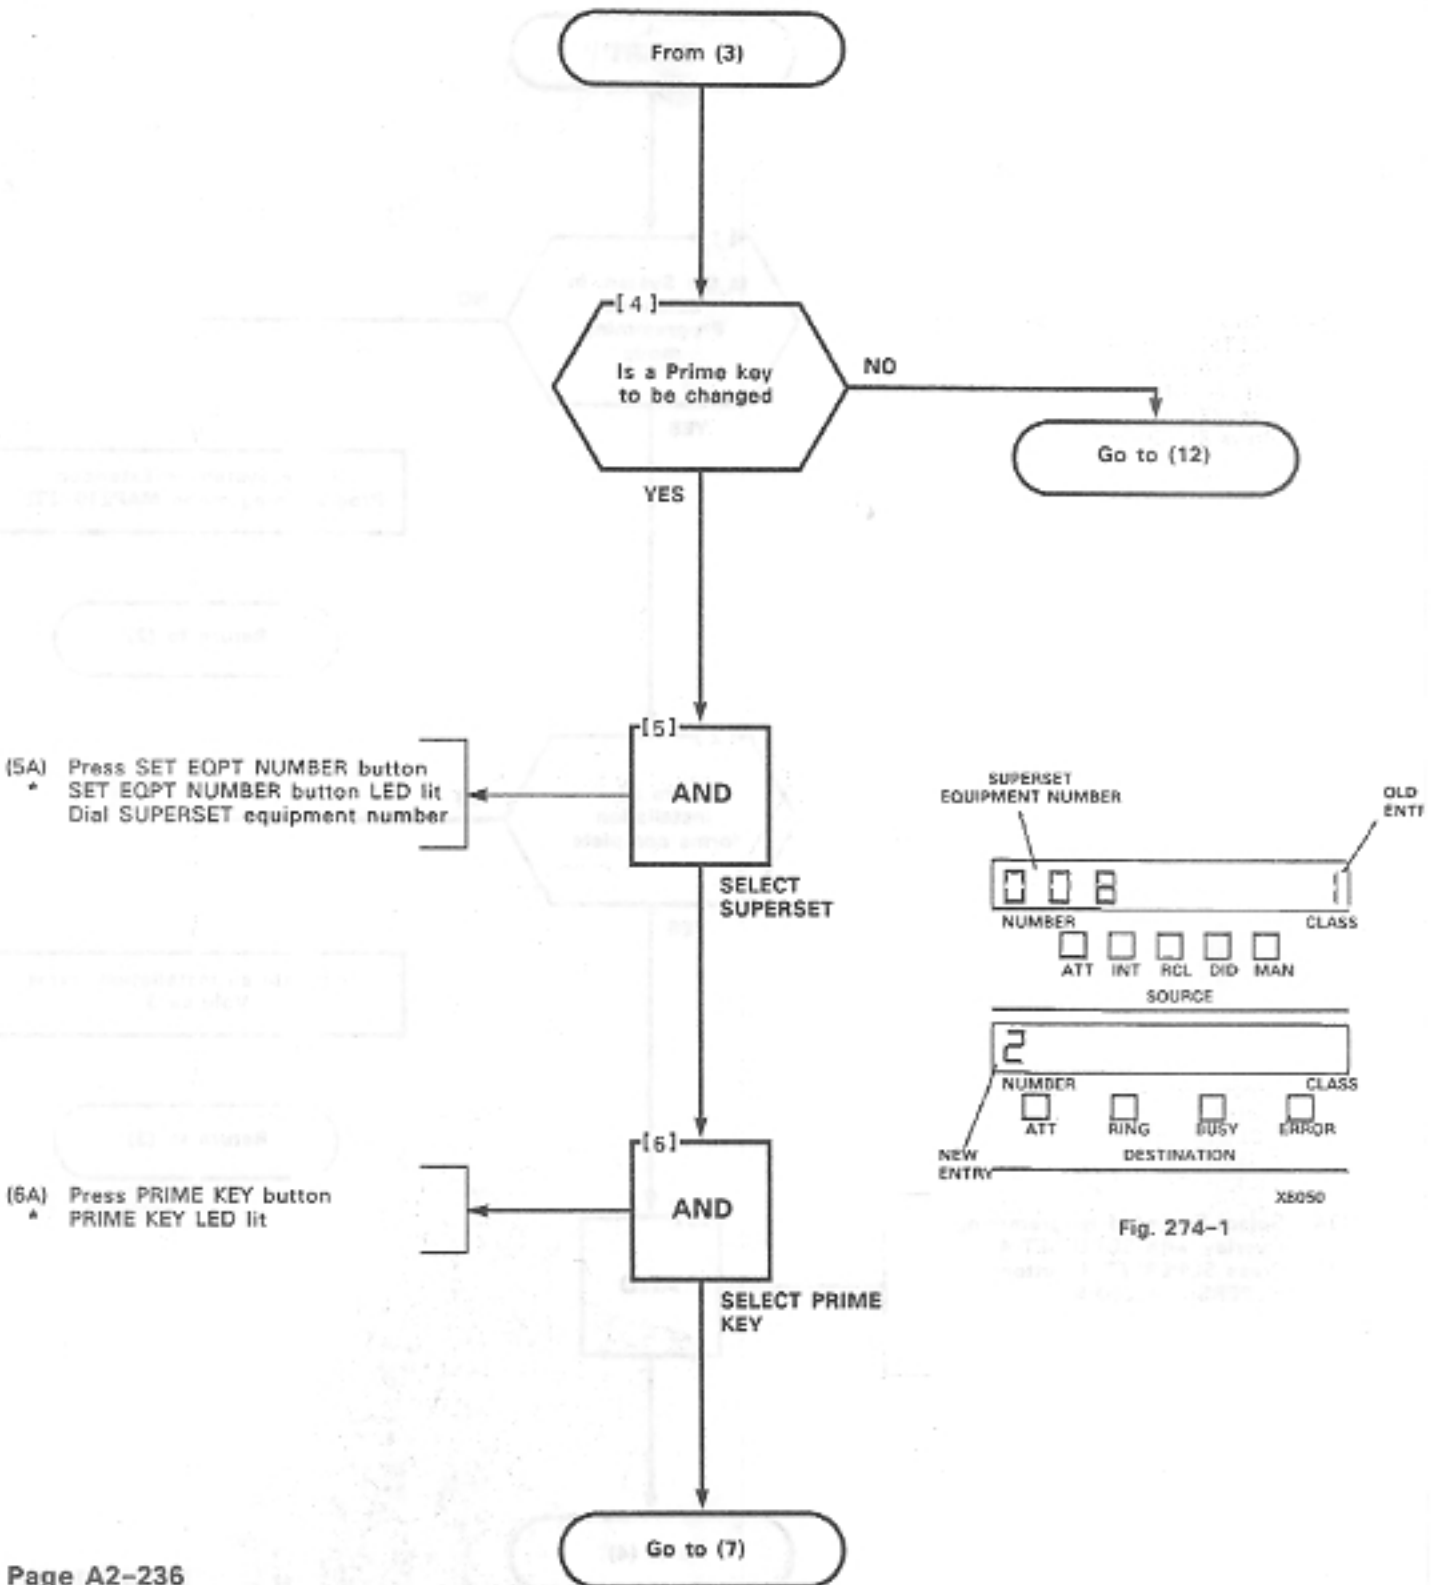 From (3)
[4]
Is a Prime key
to be changed
NO
Go to (12)
YES
[5]
(5A) Press SET EQPT NUMBER button
* SET EQPT NUMBER button LED lit
Dial SUPERSET equipment number
AND
SELECT
SUPERSET
SUPERSET
EQUIPMENT NUMBER
OLD
ENTR
008 1
NUMBER CLASS
ATT INT RCL DID MAN
SOURCE
2
NUMBER CLASS
ATT RING BUSY ERROR
NEW
ENTRY
DESTINATION
X8050
Fig. 274-1
[6]
(6A) Press PRIME KEY button
* PRIME KEY LED lit
AND
SELECT PRIME
KEY
Go to (7)
Page A2-236